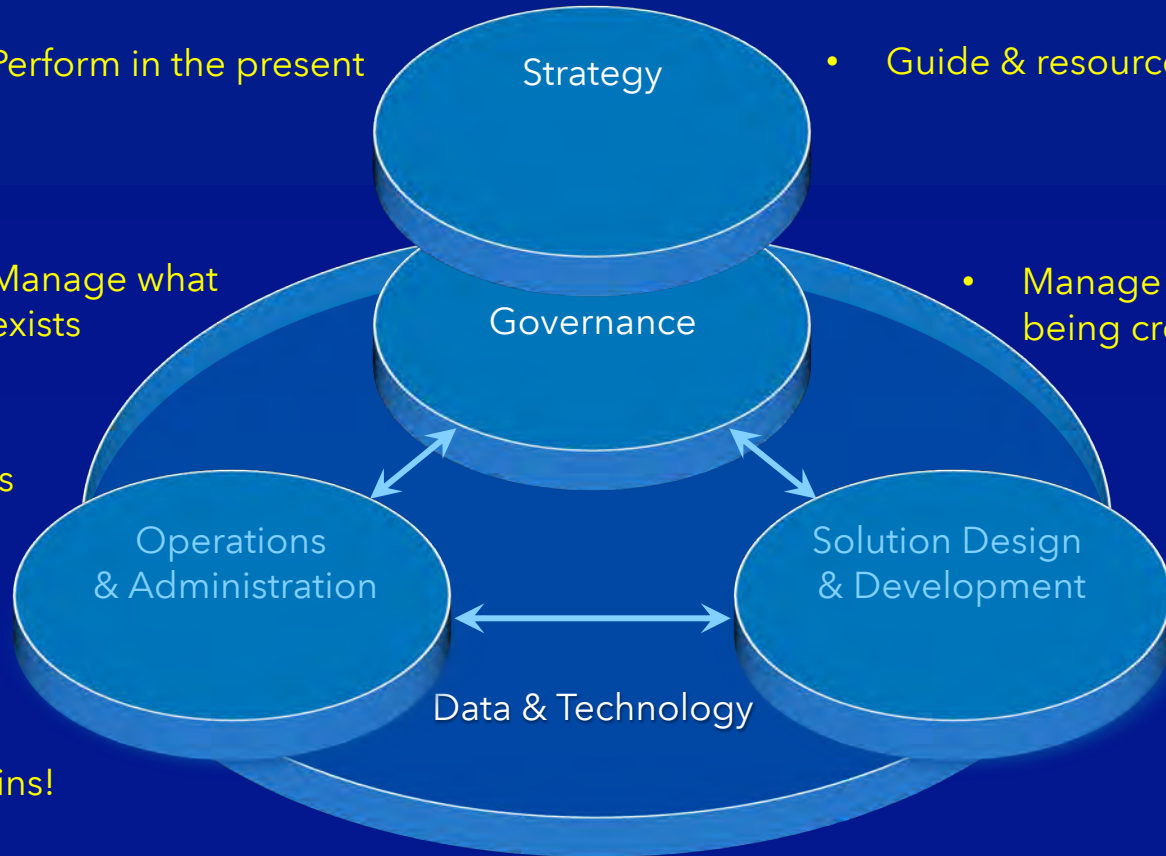 Perform in the present
Strategy
• Guide & resource
Manage what
exists
Governance
• Manage
being cre
s
Operations
& Administration
Solution Design
& Development
Data & Technology
ins!